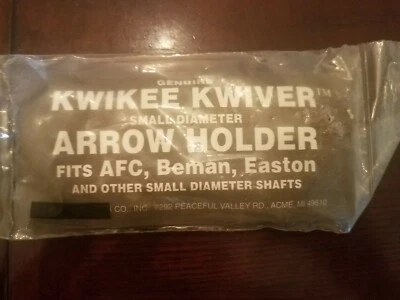 GENUINE
KWIKEE KWIVER™
SMALL DIAMETER
ARROW HOLDER
FITS AFC, Beman, Easton
AND OTHER SMALL DIAMETER SHAFTS
CO., INC. PEACEFUL VALLEY RD., ACME, MI 49610